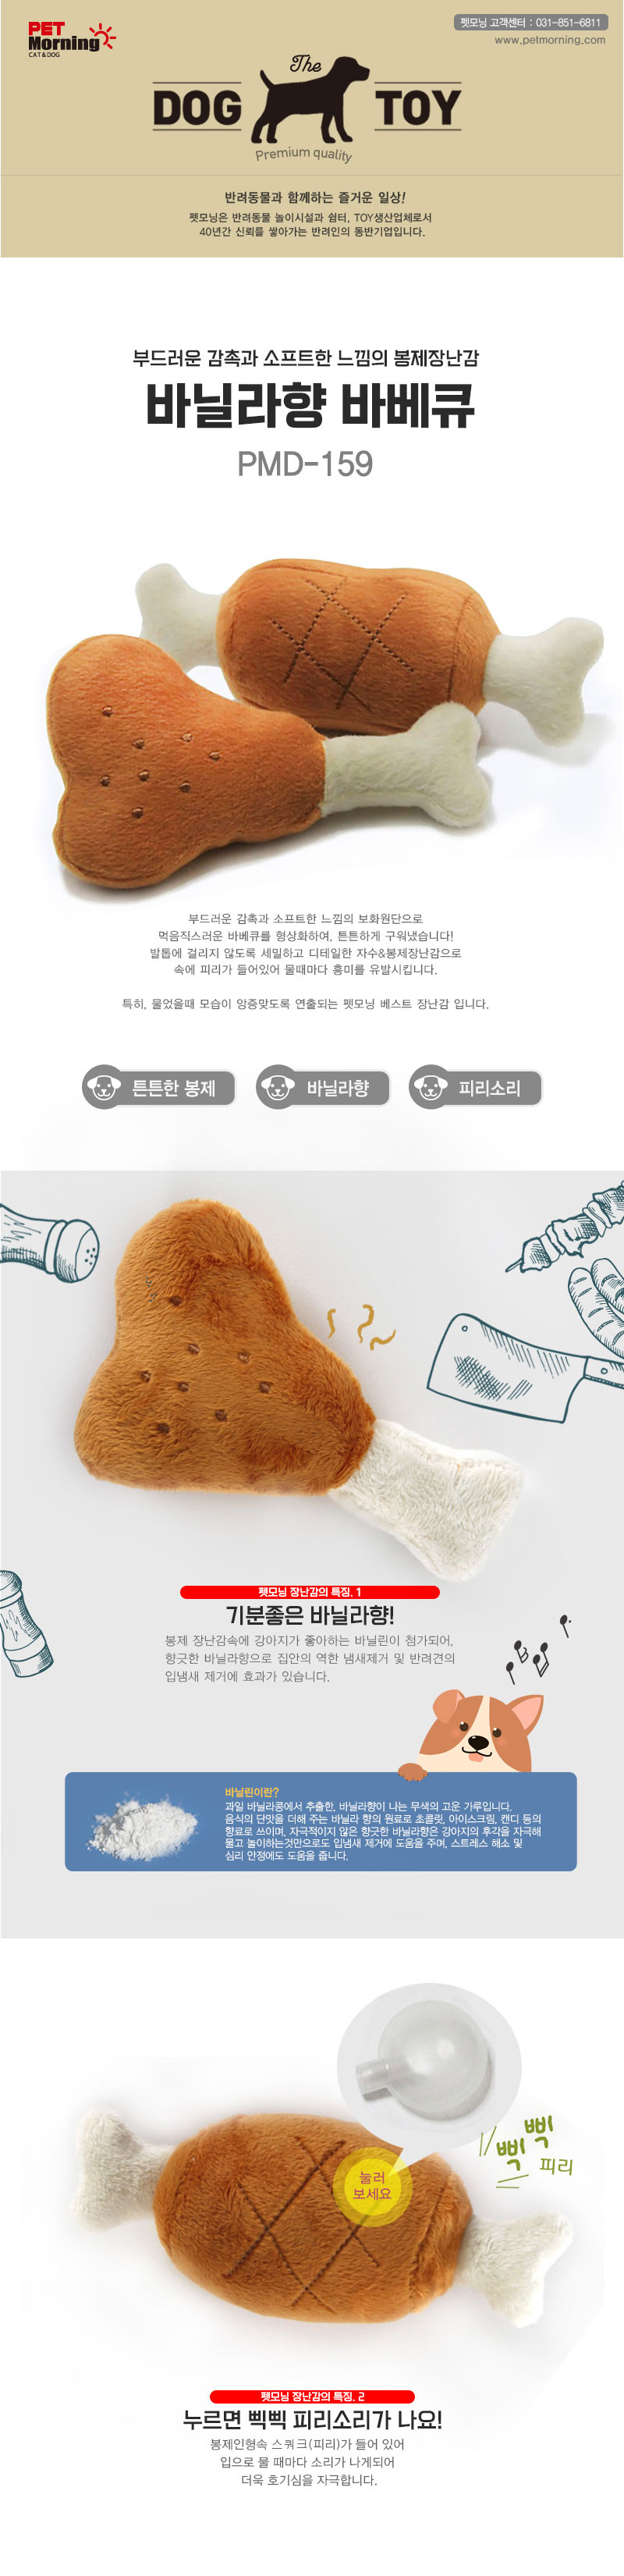 PET
Morning
CAT&DOG
펫모닝 고객센터 : 031-851-6811
www.petmorning.com
The
DOG TOY
Premium quality
반려동물과 함께하는 즐거운 일상!
펫모닝은 반려동물 놀이시설과 쉼터, TOY생산업체로서
40년간 신뢰를 쌓아가는 반려인의 동반기업입니다.
부드러운 감촉과 소프트한 느낌의 봉제장난감
바닐라향 바베큐
PMD-159
부드러운 감촉과 소프트한 느낌의 보화원단으로
먹음직스러운 바베큐를 형상화하여, 튼튼하게 구워냈습니다!
발톱에 걸리지 않도록 세밀하고 디테일한 자수&봉제장난감으로
속에 피리가 들어있어 물때마다 흥미를 유발시킵니다.
특히, 물었을때 모습이 앙증맞도록 연출되는 펫모닝 베스트 장난감 입니다.
튼튼한 봉제
바닐라향
피리소리
펫모닝 장난감의 특징. 1
기분좋은 바닐라향!
봉제 장난감속에 강아지가 좋아하는 바닐린이 첨가되어,
향긋한 바닐라향으로 집안의 역한 냄새제거 및 반려견의
입냄새 제거에 효과가 있습니다.
바닐린이란?
과일 바닐라콩에서 추출한, 바닐라향이 나는 무색의 고운 가루입니다.
음식의 단맛을 더해 주는 바닐라 향의 원료로 초콜릿, 아이스크림, 캔디 등의
향료로 쓰이며, 자극적이지 않은 향긋한 바닐라향은 강아지의 후각을 자극해
물고 놀이하는것만으로도 입냄새 제거에 도움을 주며, 스트레스 해소 및
심리 안정에도 도움을 줍니다.
삑
삑
피리
눌러
보세요
펫모닝 장난감의 특징. 2
누르면 삑삑 피리소리가 나요!
봉제인형속 스쿼크(피리)가 들어 있어
입으로 물 때마다 소리가 나게되어
더욱 호기심을 자극합니다.